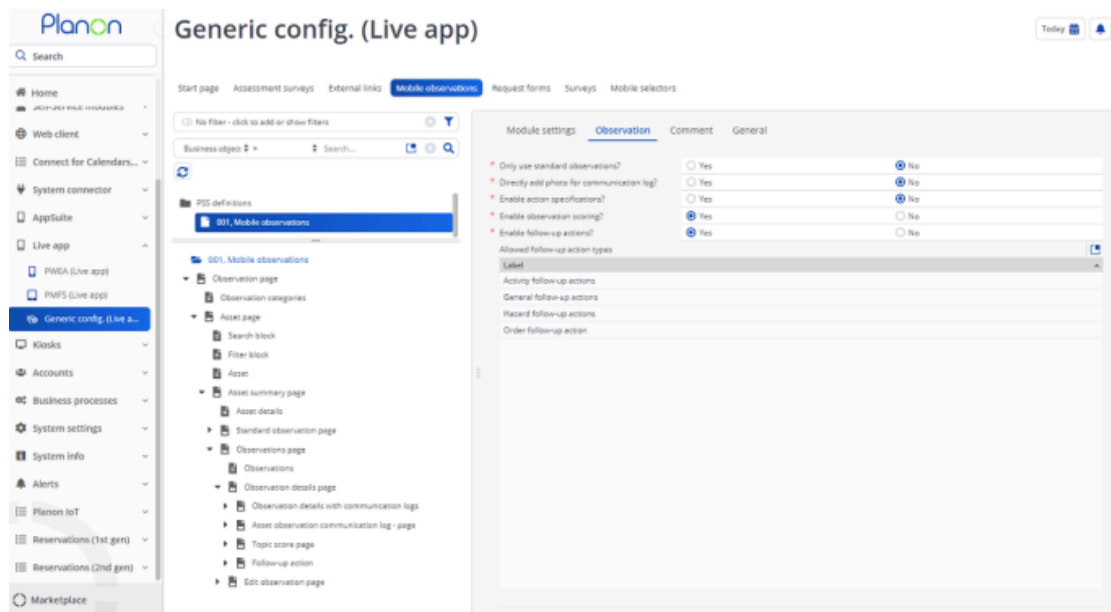 Planon
Generic config. (Live app)
Today
Search
Home
Self-service modules
Web client
Connect for Calendars...
System connector
AppSuite
Live app
PWEA (Live app)
PMFS (Live app)
Generic config. (Live a...
Kiosks
Accounts
Business processes
System settings
System info
Alerts
Planon IoT
Reservations (1st gen)
Reservations (2nd gen)
Marketplace
Start page Assessment surveys External links Mobile observations Request forms Surveys Mobile selectors
No filter - click to add or show filters
Business object Search...
PSS definitions
001, Mobile observations
001, Mobile observations
Observation page
Observation categories
Asset page
Search block
Filter block
Asset
Asset summary page
Asset details
Standard observation page
Observations page
Observations
Observation details page
Observation details with communication logs
Asset observation communication log - page
Topic score page
Follow-up action
Edit observation page
Module settings Observation Comment General
* Only use standard observations? Yes No
* Directly add photo for communication log? Yes No
* Enable action specifications? Yes No
* Enable observation scoring? Yes No
* Enable follow-up actions? Yes No
Allowed follow-up action types
Label
Activity follow-up actions
General follow-up actions
Hazard follow-up actions
Order follow-up action